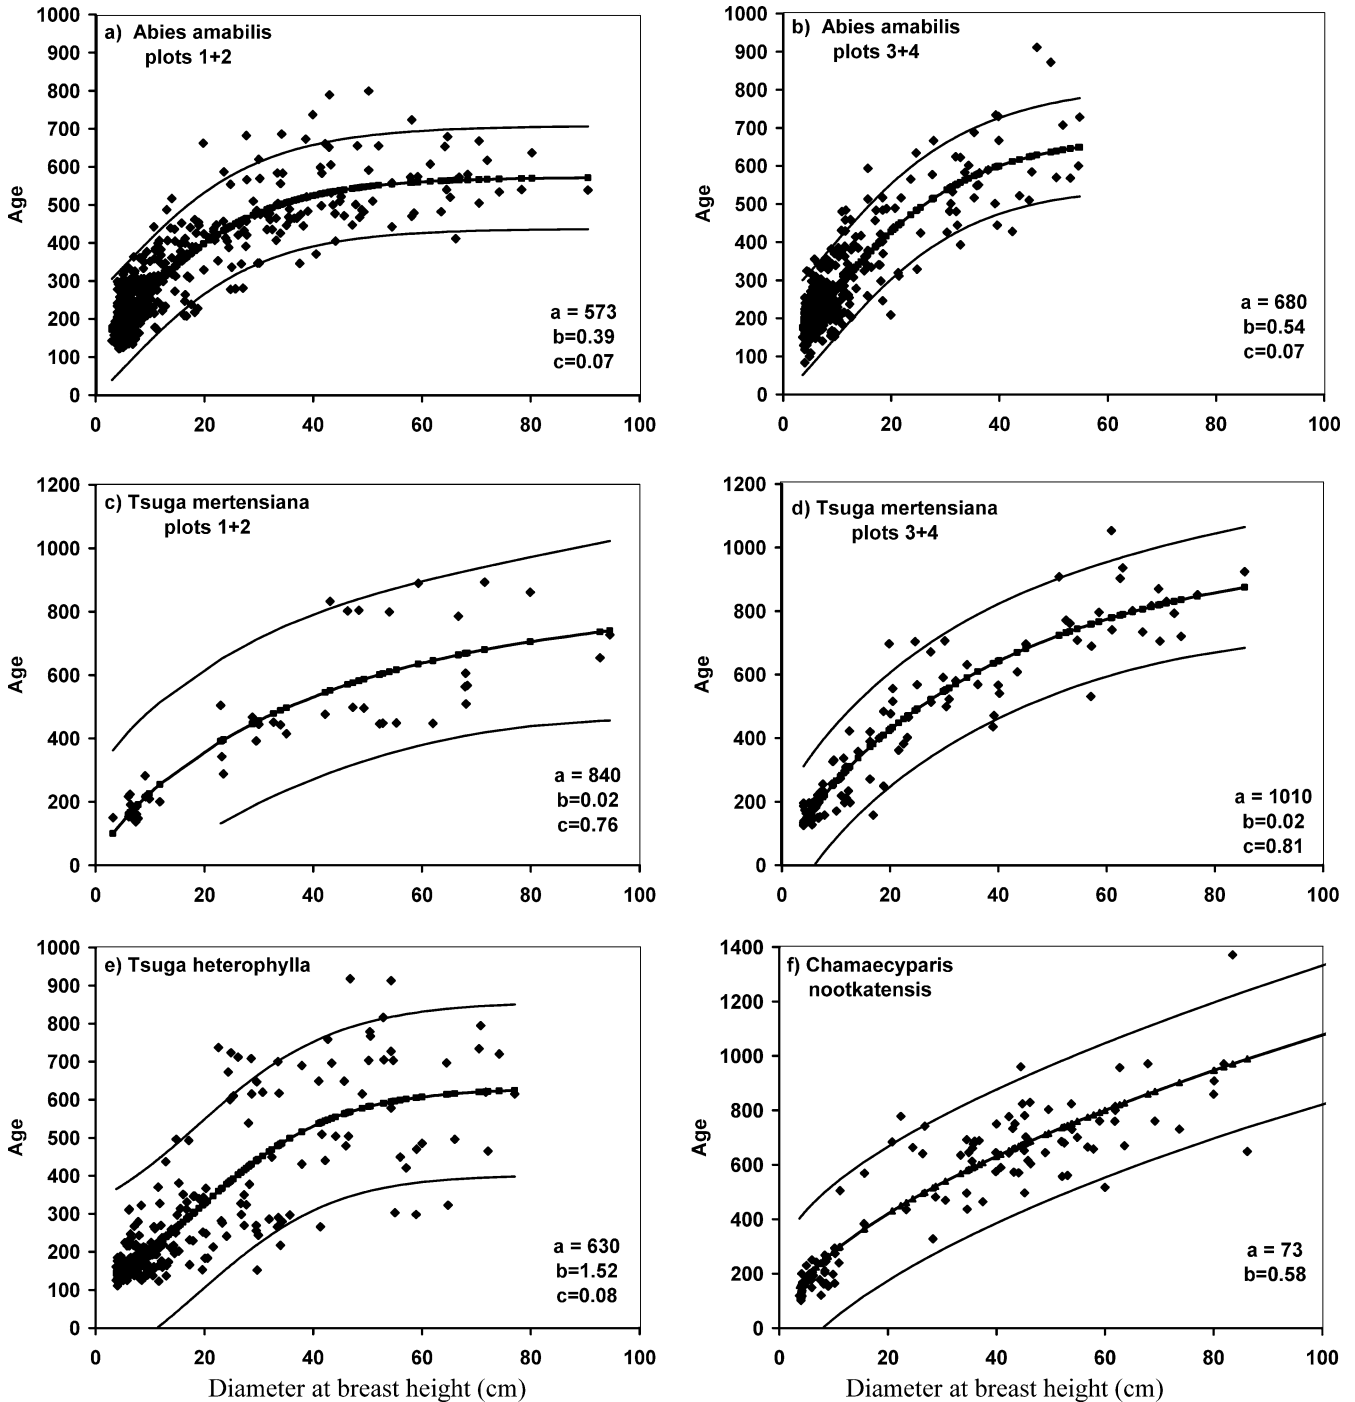 a) Abies amabilis
plots 1+2
1000
900
800
700
600
500
400
300
200
100
0
Age
a = 573
b=0.39
c=0.07
0 20 40 60 80 100
b) Abies amabilis
plots 3+4
1000
900
800
700
600
500
400
300
200
100
0
Age
a = 680
b=0.54
c=0.07
0 20 40 60 80 100
c) Tsuga mertensiana
plots 1+2
1200
1000
800
600
400
200
0
Age
a = 840
b=0.02
c=0.76
0 20 40 60 80 100
d) Tsuga mertensiana
plots 3+4
1200
1000
800
600
400
200
0
Age
a = 1010
b=0.02
c=0.81
0 20 40 60 80 100
e) Tsuga heterophylla
1000
900
800
700
600
500
400
300
200
100
0
Age
a = 630
b=1.52
c=0.08
0 20 40 60 80 100
Diameter at breast height (cm)
f) Chamaecyparis
nootkatensis
1400
1200
1000
800
600
400
200
0
Age
a = 73
b=0.58
0 20 40 60 80 100
Diameter at breast height (cm)